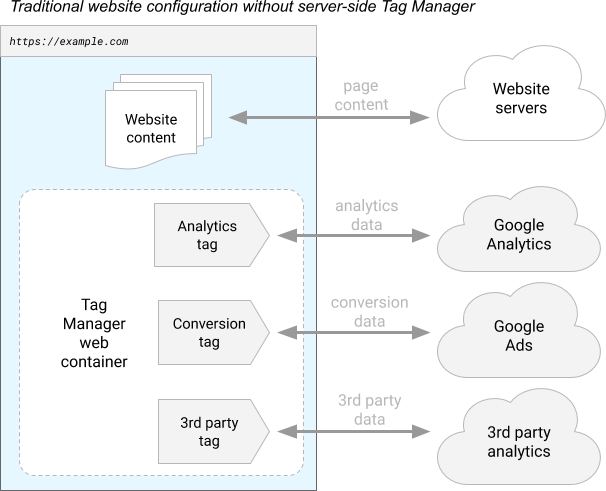 Traditional website configuration without server-side Tag Manager
https://example.com
Website
content
page
content
Website
servers
Tag
Manager
web
container
Analytics
tag
analytics
data
Google
Analytics
Conversion
tag
conversion
data
Google
Ads
3rd party
tag
3rd party
data
3rd party
analytics